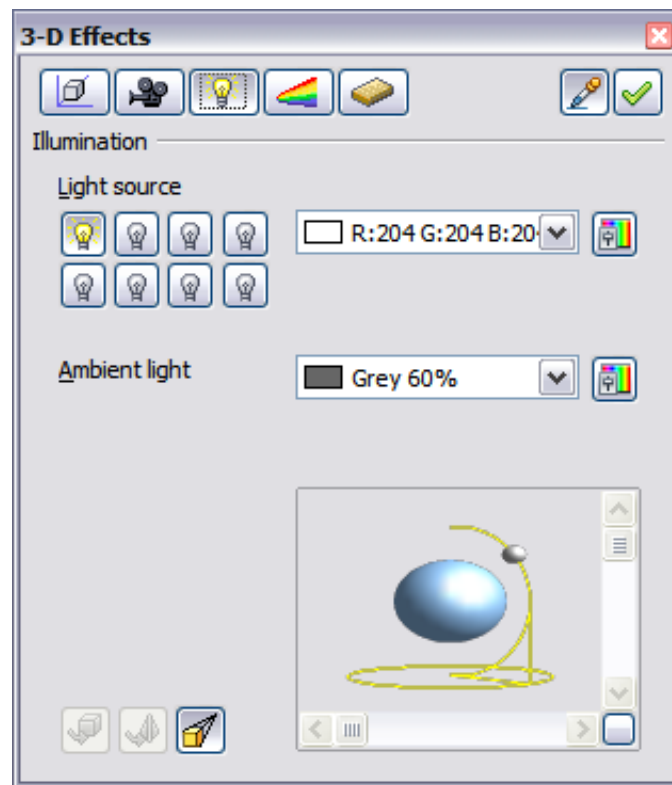 3-D Effects
Illumination
Light source
R:204 G:204 B:20
Ambient light
Grey 60%